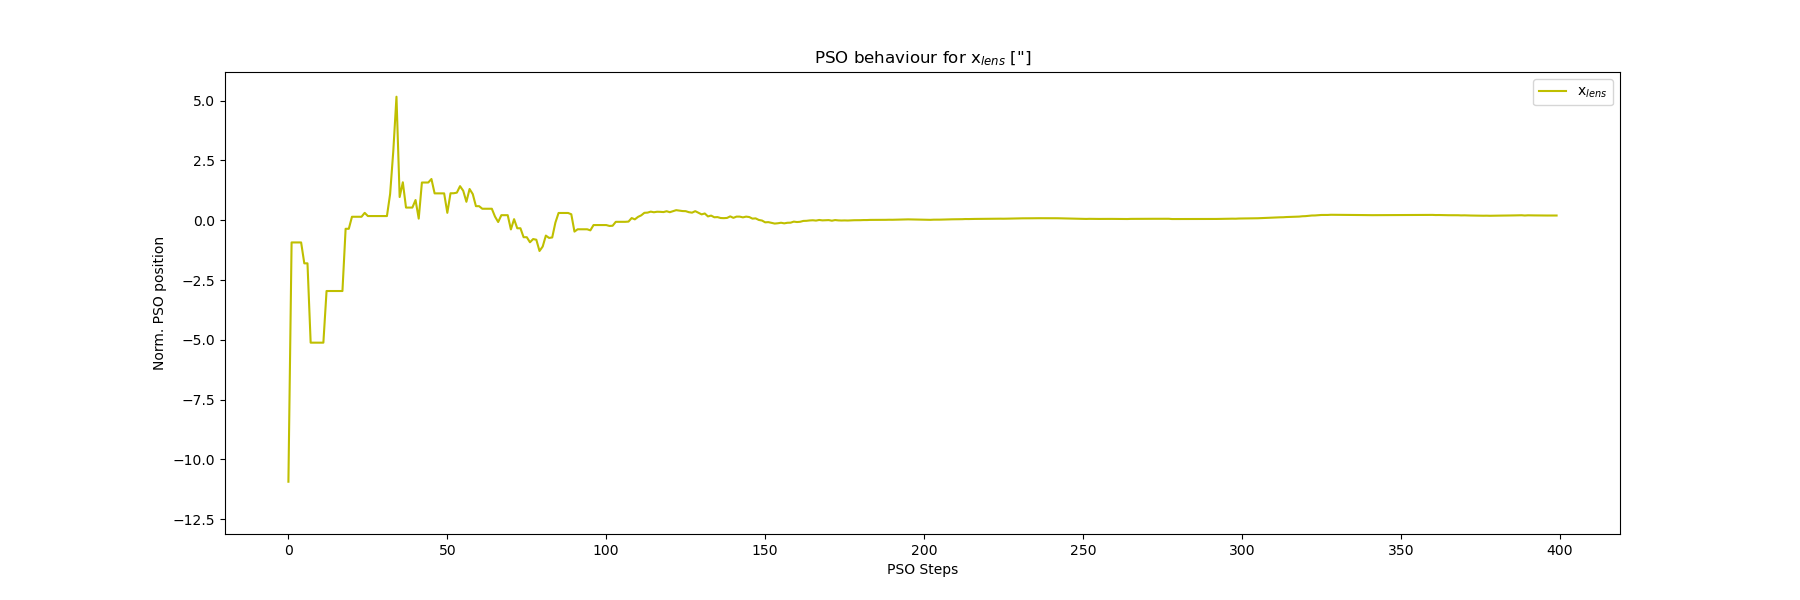 PSO behaviour for x_lens ["]
x_lens
5.0
2.5
0.0
−2.5
−5.0
−7.5
−10.0
−12.5
Norm. PSO position
0 50 100 150 200 250 300 350 400
PSO Steps